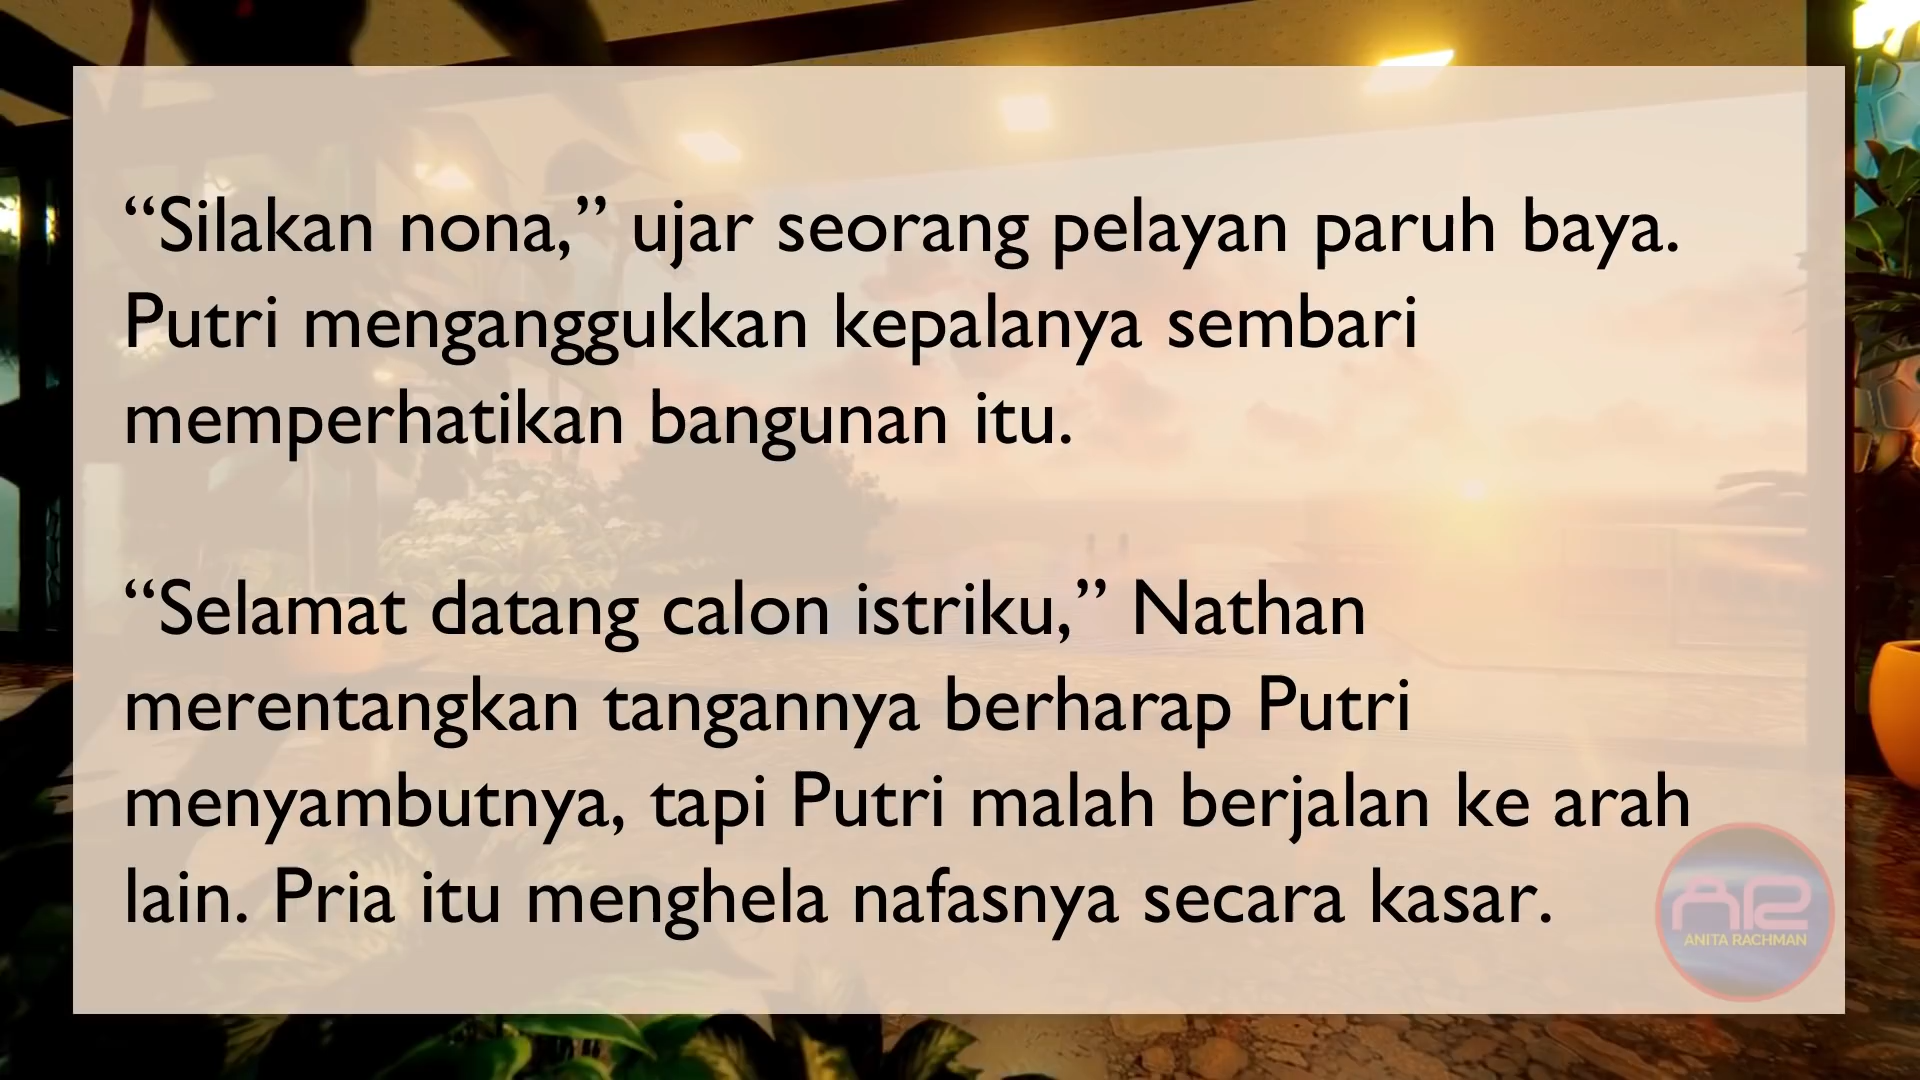 “Silakan nona,” ujar seorang pelayan paruh baya.
Putri menganggukkan kepalanya sembari
memperhatikan bangunan itu.
“Selamat datang calon istriku,” Nathan
merentangkan tangannya berharap Putri
menyambutnya, tapi Putri malah berjalan ke arah
lain. Pria itu menghela nafasnya secara kasar.
AR
ANITA RACHMAN